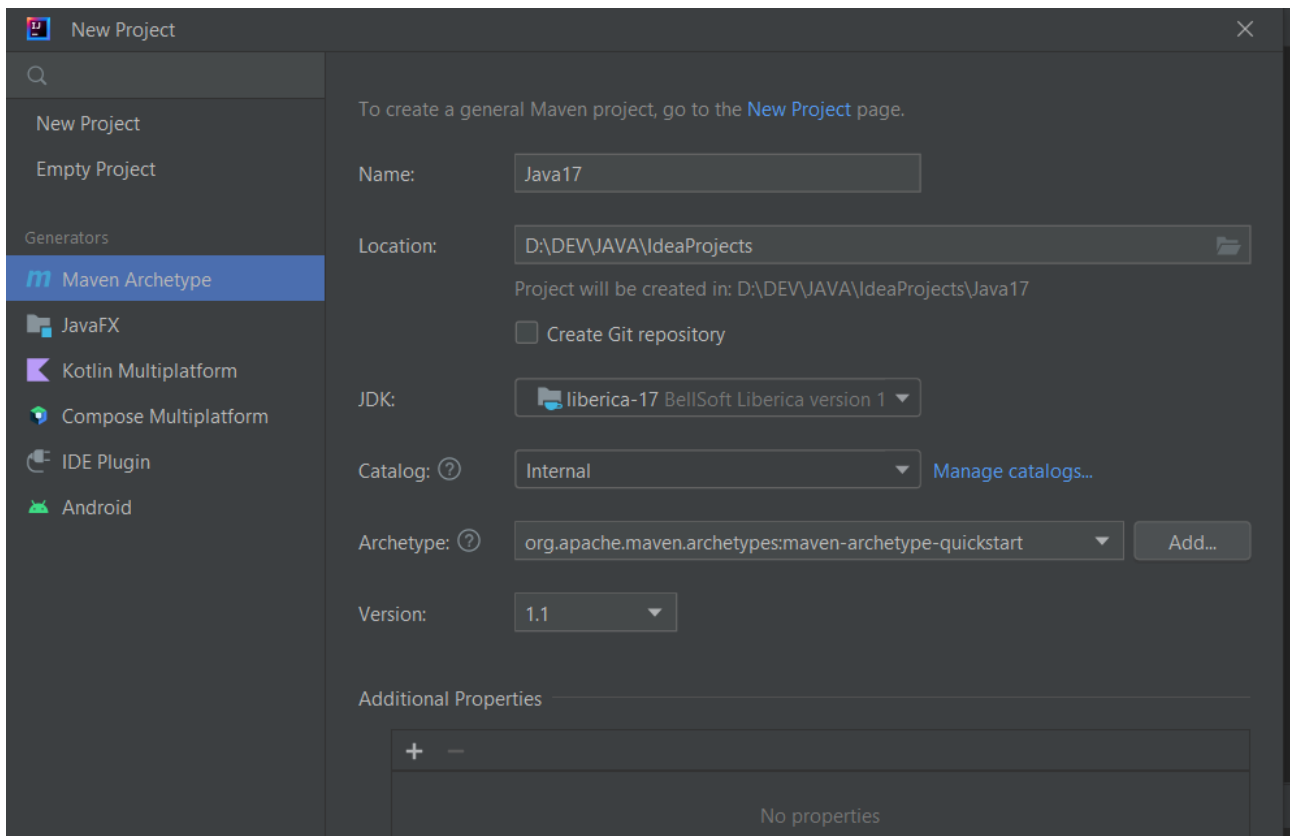 New Project
New Project
Empty Project
Generators
Maven Archetype
JavaFX
Kotlin Multiplatform
Compose Multiplatform
IDE Plugin
Android
To create a general Maven project, go to the New Project page.
Name: Java17
Location: D:\DEV\JAVA\IdeaProjects
Project will be created in: D:\DEV\JAVA\IdeaProjects\Java17
Create Git repository
JDK: liberica-17 BellSoft Liberica version 1
Catalog: ? Internal Manage catalogs...
Archetype: ? org.apache.maven.archetypes:maven-archetype-quickstart Add...
Version: 1.1
Additional Properties
No properties